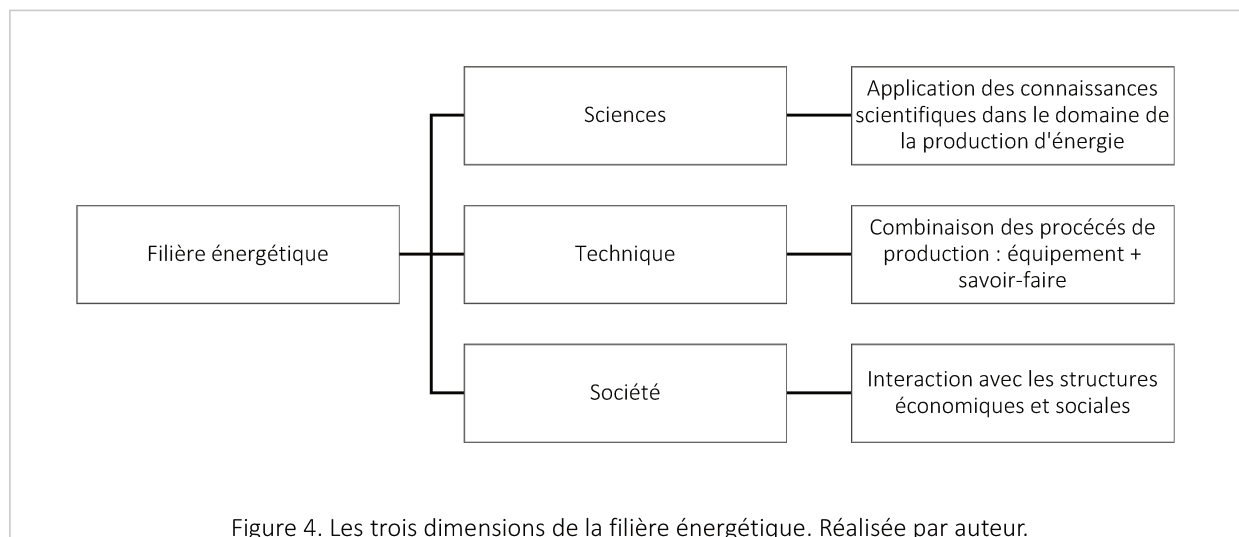 Sciences
Application des connaissances
scientifiques dans le domaine de
la production d'énergie
Filière énergétique
Technique
Combinaison des procécés de
production : équipement +
savoir-faire
Société
Interaction avec les structures
économiques et sociales
Figure 4. Les trois dimensions de la filière énergétique. Réalisée par auteur.